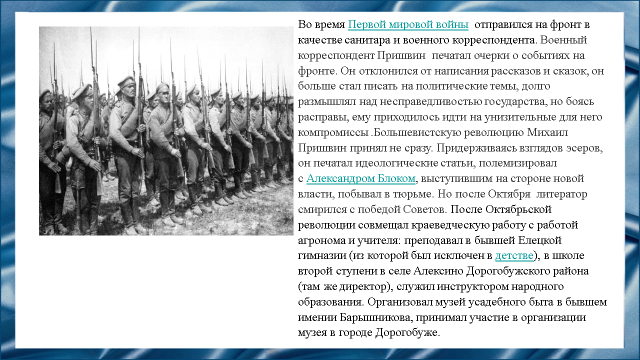 Во время Первой мировой войны  отправился на фронт в
качестве санитара и военного корреспондента. Военный
корреспондент Пришвин  печатал очерки о событиях на
фронте. Он отклонился от написания рассказов и сказок, он
больше стал писать на политические темы, долго
размышлял над несправедливостью государства, но боясь
расправы, ему приходилось идти на унизительные для него
компромиссы .Большевистскую революцию Михаил
Пришвин принял не сразу. Придерживаясь взглядов эсеров,
он печатал идеологические статьи, полемизировал
с Александром Блоком, выступившим на стороне новой
власти, побывал в тюрьме. Но после Октября  литератор
смирился с победой Советов. После Октябрьской
революции совмещал краеведческую работу с работой
агронома и учителя: преподавал в бывшей Елецкой
гимназии (из которой был исключен в детстве), в школе
второй ступени в селе Алексино Дорогобужского района
(там же директор), служил инструктором народного
образования. Организовал музей усадебного быта в бывшем
имении Барышникова, принимал участие в организации
музея в городе Дорогобуже.